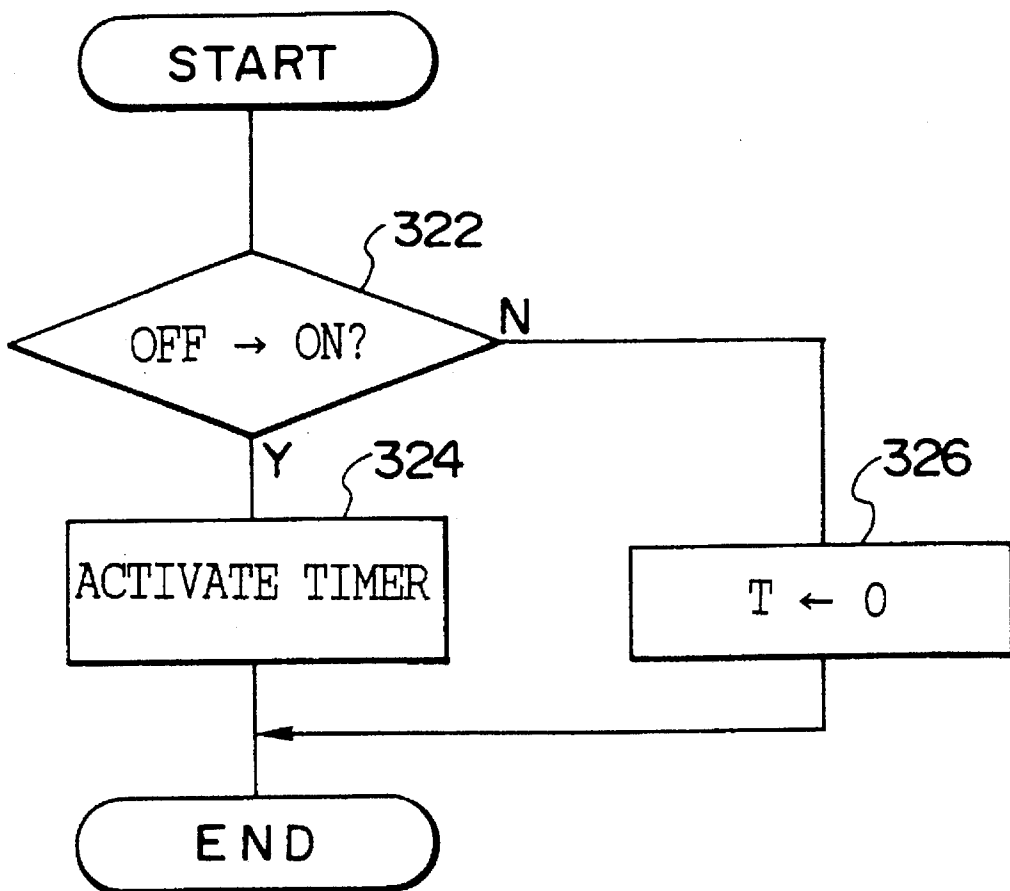 START
322
OFF → ON?
N
Y
324
326
ACTIVATE TIMER
T ← 0
END